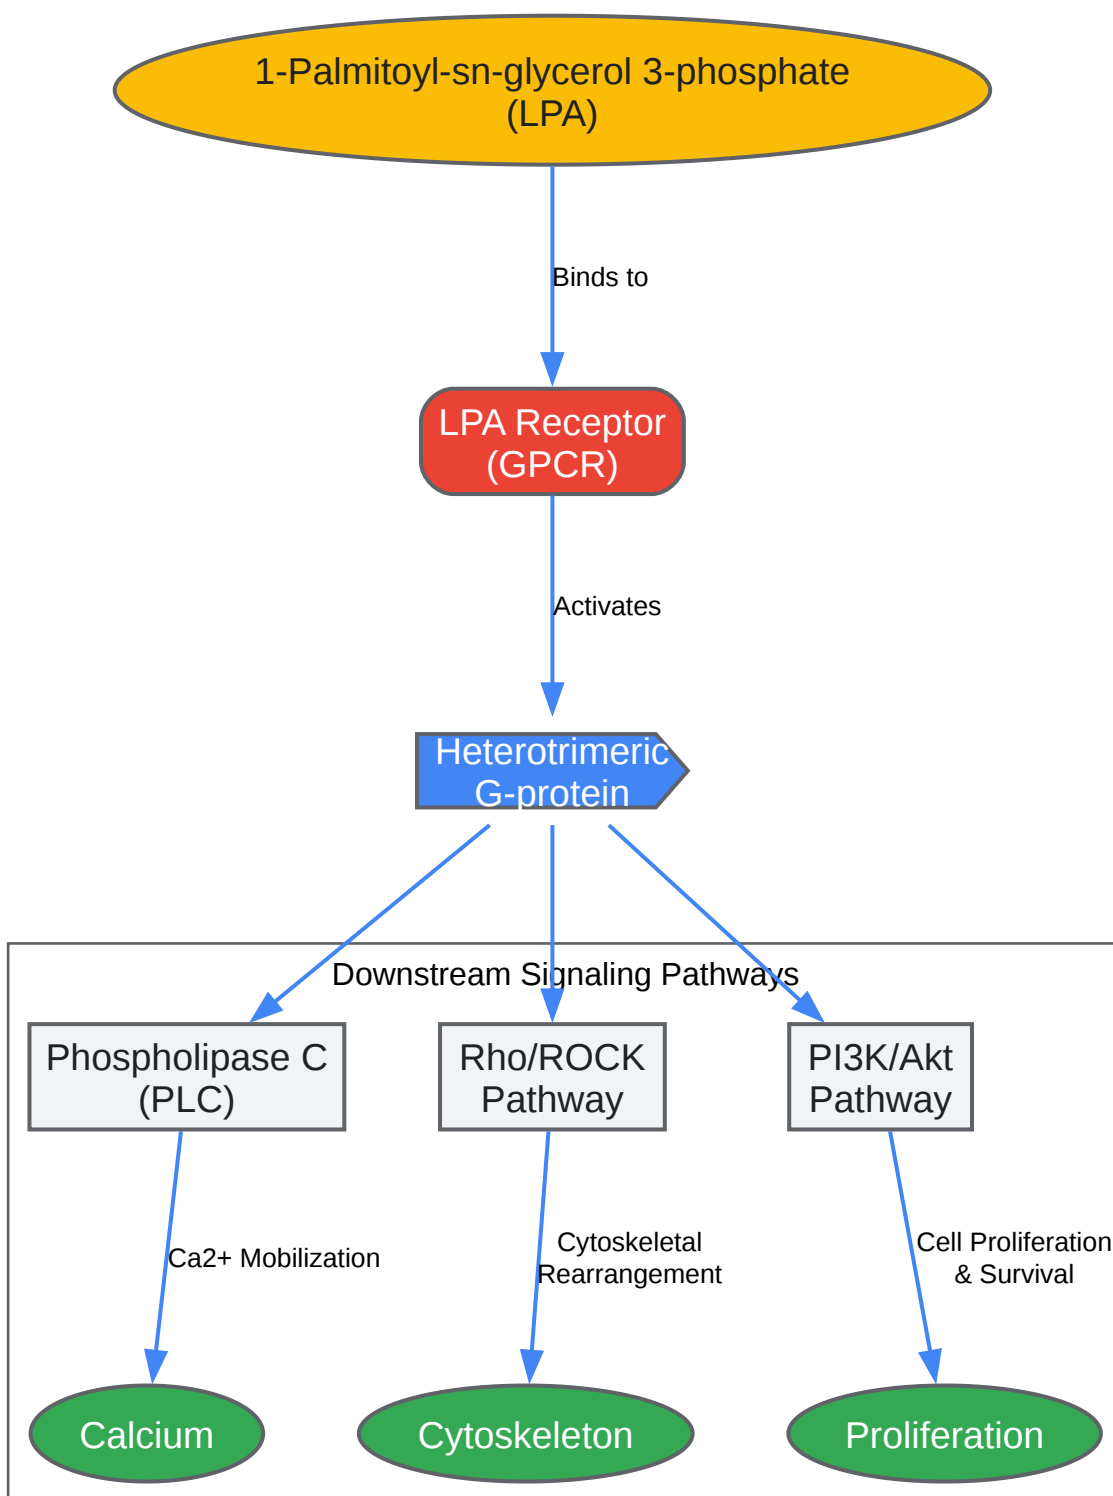 1-Palmitoyl-sn-glycerol 3-phosphate
(LPA)
Binds to
LPA Receptor
(GPCR)
Activates
Heterotrimeric
G-protein
Downstream Signaling Pathways
Phospholipase C
(PLC)
Rho/ROCK
Pathway
PI3K/Akt
Pathway
Ca2+ Mobilization
Cytoskeletal
Rearrangement
Cell Proliferation
& Survival
Calcium
Cytoskeleton
Proliferation